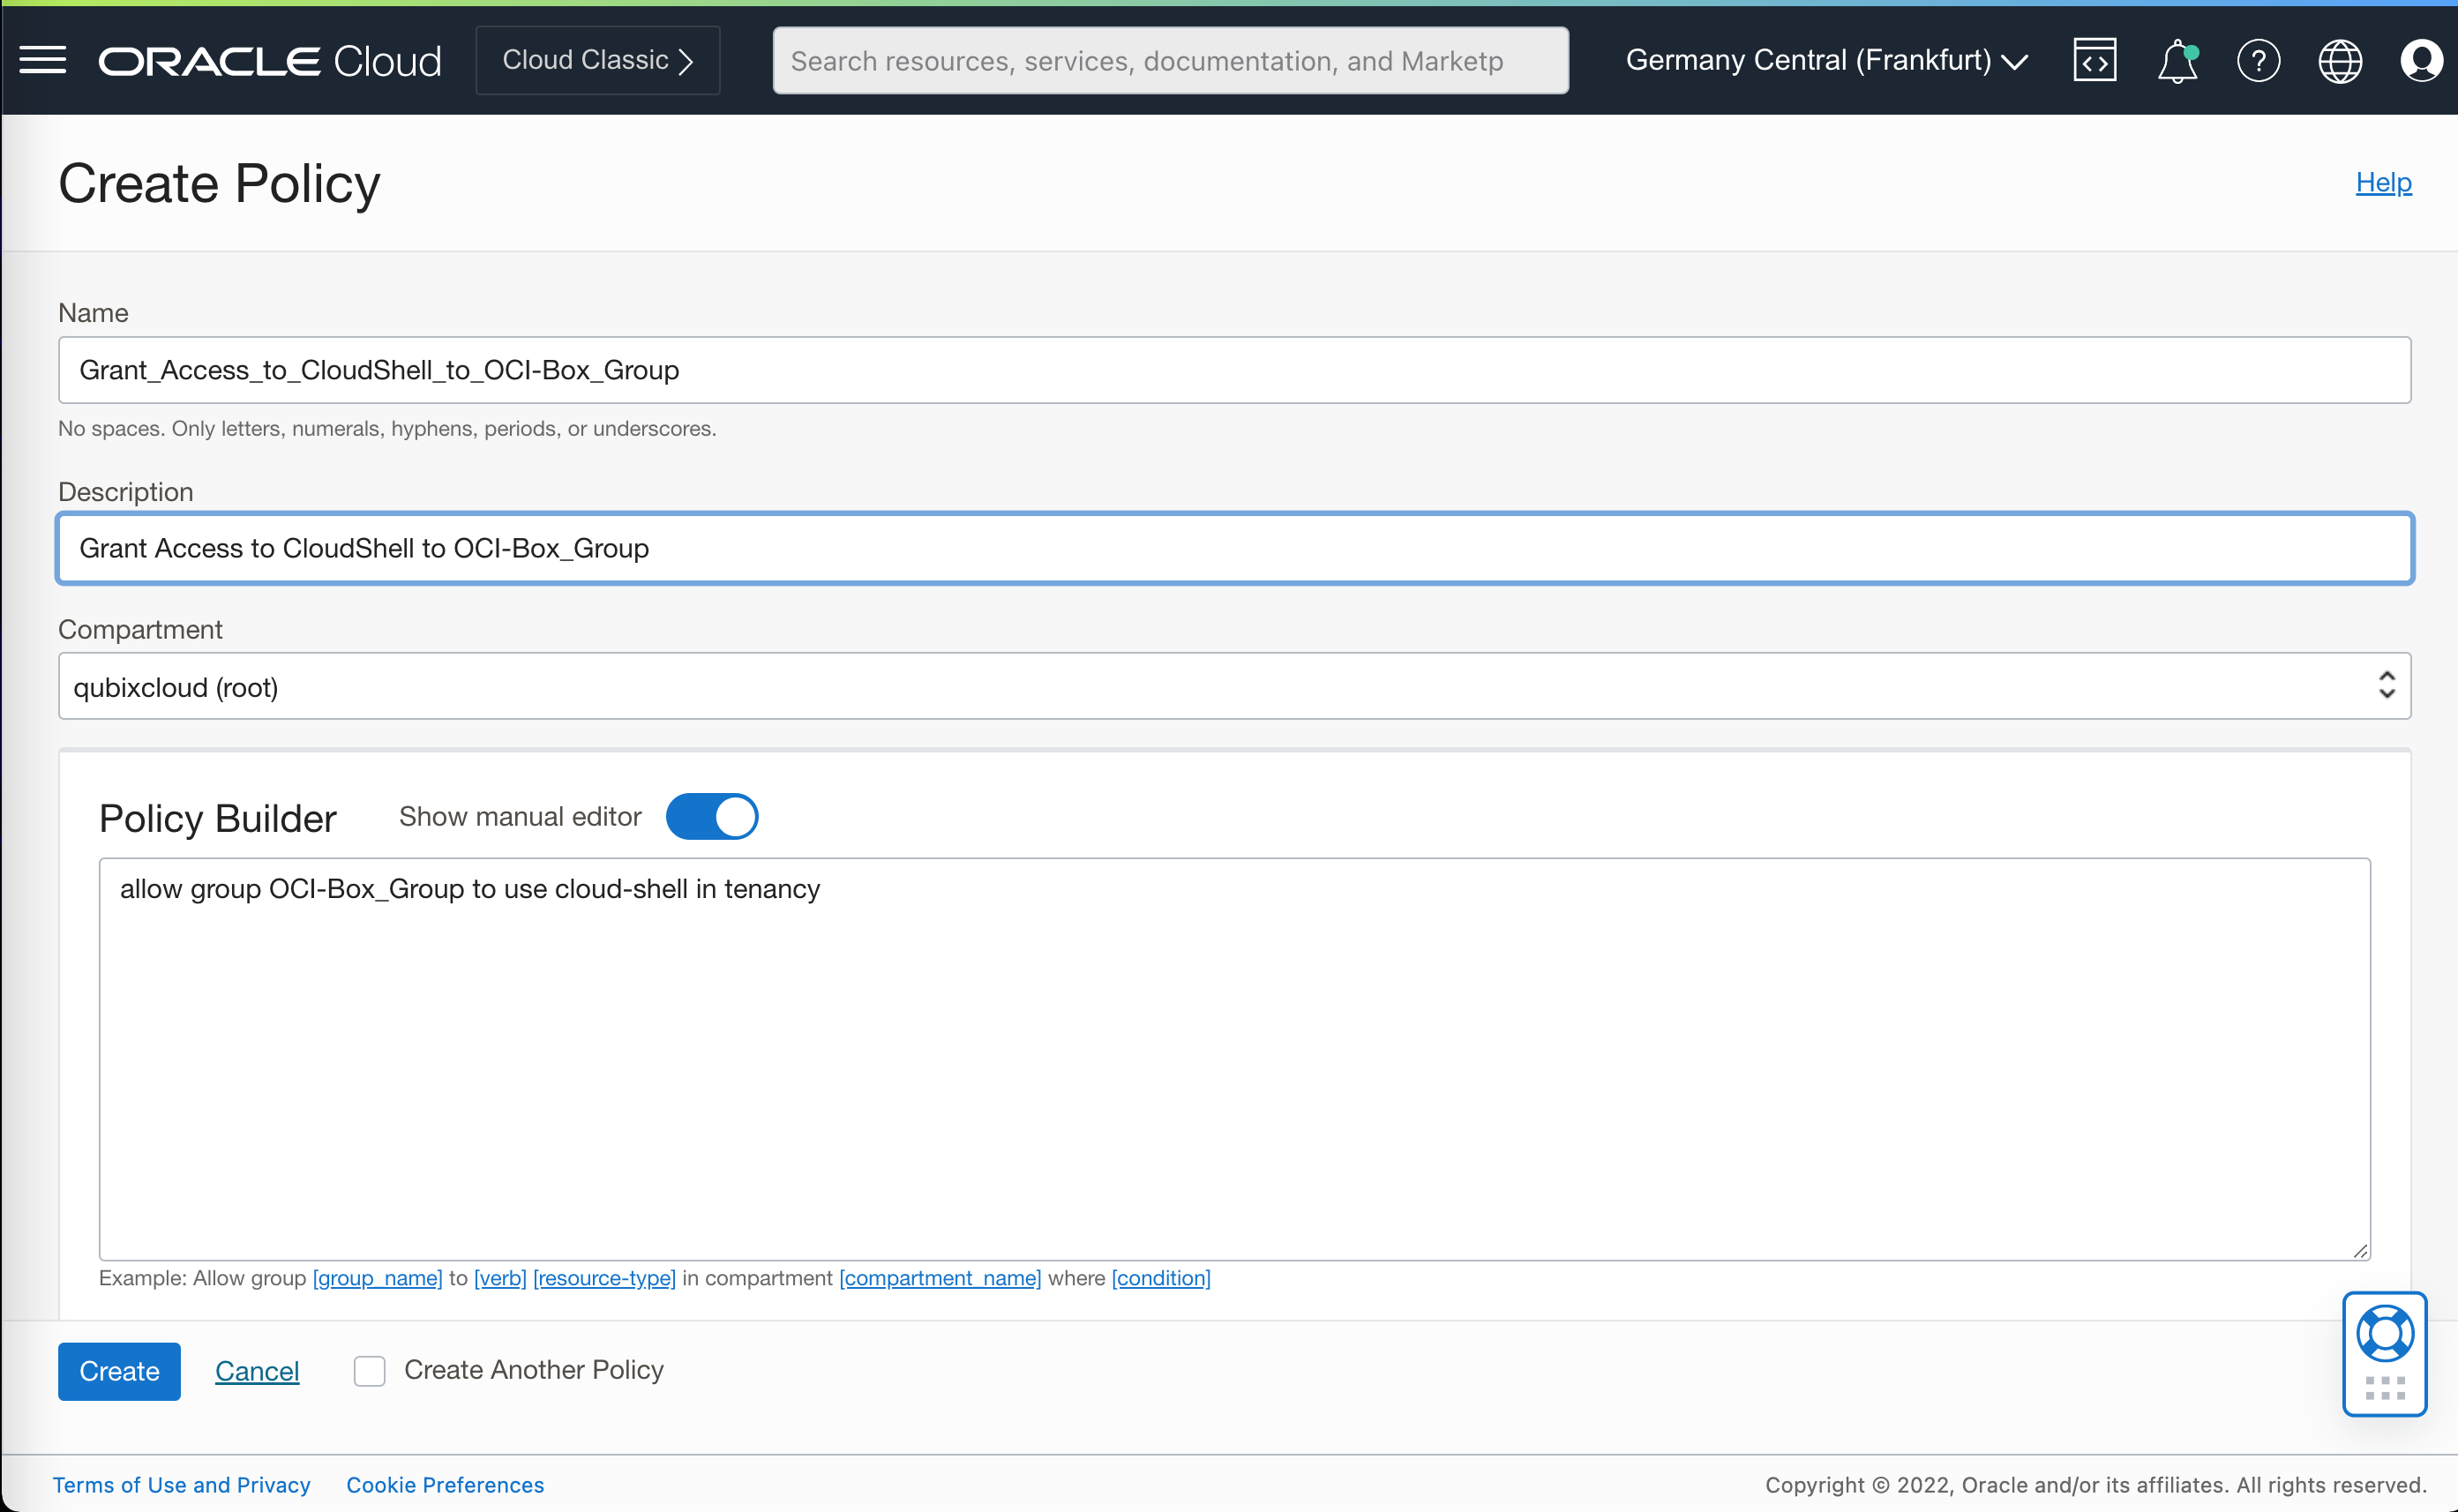 ORACLE Cloud
Cloud Classic
Search resources, services, documentation, and Marketp
Germany Central (Frankfurt)
Create Policy
Help
Name
Grant_Access_to_CloudShell_to_OCI-Box_Group
No spaces. Only letters, numerals, hyphens, periods, or underscores.
Description
Grant Access to CloudShell to OCI-Box_Group
Compartment
qubixcloud (root)
Policy Builder
Show manual editor
allow group OCI-Box_Group to use cloud-shell in tenancy
Example: Allow group [group_name] to [verb] [resource-type] in compartment [compartment_name] where [condition]
Create
Cancel
Create Another Policy
Terms of Use and Privacy
Cookie Preferences
Copyright © 2022, Oracle and/or its affiliates. All rights reserved.